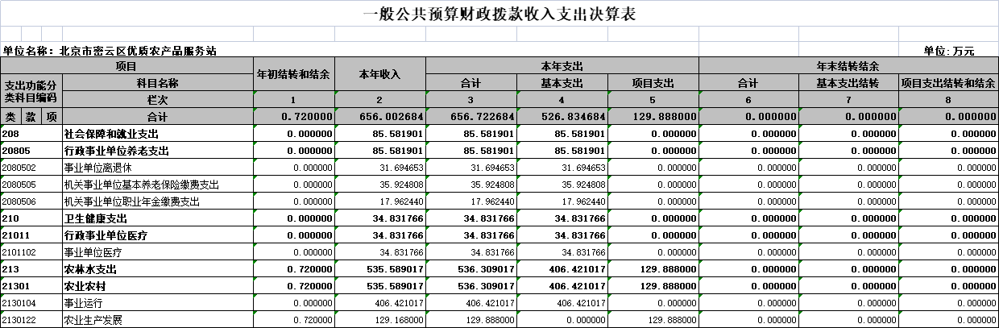 一般公共预算财政拨款收入支出决算表
单位名称：北京市密云区优质农产品服务站 单位：万元
项目 年初结转和结余 本年收入 本年支出 年末结转结余
支出功能分类科目编码 科目名称 合计 基本支出 项目支出 合计 基本支出结转 项目支出结转和结余
栏次 1 2 3 4 5 6 7 8
类 款 项 合计 0.720000 656.002684 656.722684 526.834684 129.888000 0.000000 0.000000 0.000000
208 社会保障和就业支出 0.000000 85.581901 85.581901 85.581901 0.000000 0.000000 0.000000 0.000000
20805 行政事业单位养老支出 0.000000 85.581901 85.581901 85.581901 0.000000 0.000000 0.000000 0.000000
2080502 事业单位离退休 0.000000 31.694653 31.694653 31.694653 0.000000 0.000000 0.000000 0.000000
2080505 机关事业单位基本养老保险缴费支出 0.000000 35.924808 35.924808 35.924808 0.000000 0.000000 0.000000 0.000000
2080506 机关事业单位职业年金缴费支出 0.000000 17.962440 17.962440 17.962440 0.000000 0.000000 0.000000 0.000000
210 卫生健康支出 0.000000 34.831766 34.831766 34.831766 0.000000 0.000000 0.000000 0.000000
21011 行政事业单位医疗 0.000000 34.831766 34.831766 34.831766 0.000000 0.000000 0.000000 0.000000
2101102 事业单位医疗 0.000000 34.831766 34.831766 34.831766 0.000000 0.000000 0.000000 0.000000
213 农林水支出 0.720000 535.589017 536.309017 406.421017 129.888000 0.000000 0.000000 0.000000
21301 农业农村 0.720000 535.589017 536.309017 406.421017 129.888000 0.000000 0.000000 0.000000
2130104 事业运行 0.000000 406.421017 406.421017 406.421017 0.000000 0.000000 0.000000 0.000000
2130122 农业生产发展 0.720000 129.168000 129.888000 0.000000 129.888000 0.000000 0.000000 0.000000